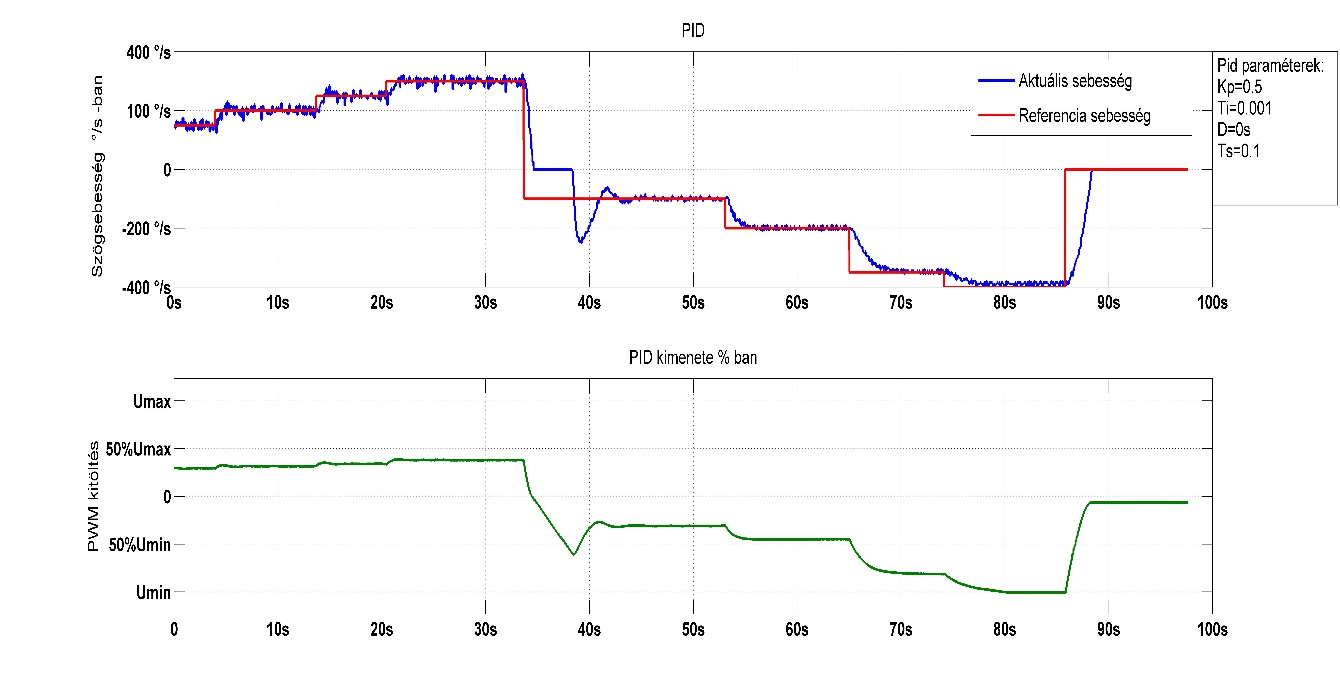 PID
Szögsebesség °/s -ban
400 °/s
100 °/s
0
-200 °/s
-400 °/s
0s 10s 20s 30s 40s 50s 60s 70s 80s 90s 100s
Aktuális sebesség
Referencia sebesség
Pid paraméterek:
Kp=0.5
Ti=0.001
D=0s
Ts=0.1
PID kimenete % ban
PWM kitöltés
Umax
50%Umax
0
50%Umin
Umin
0 10s 20s 30s 40s 50s 60s 70s 80s 90s 100s